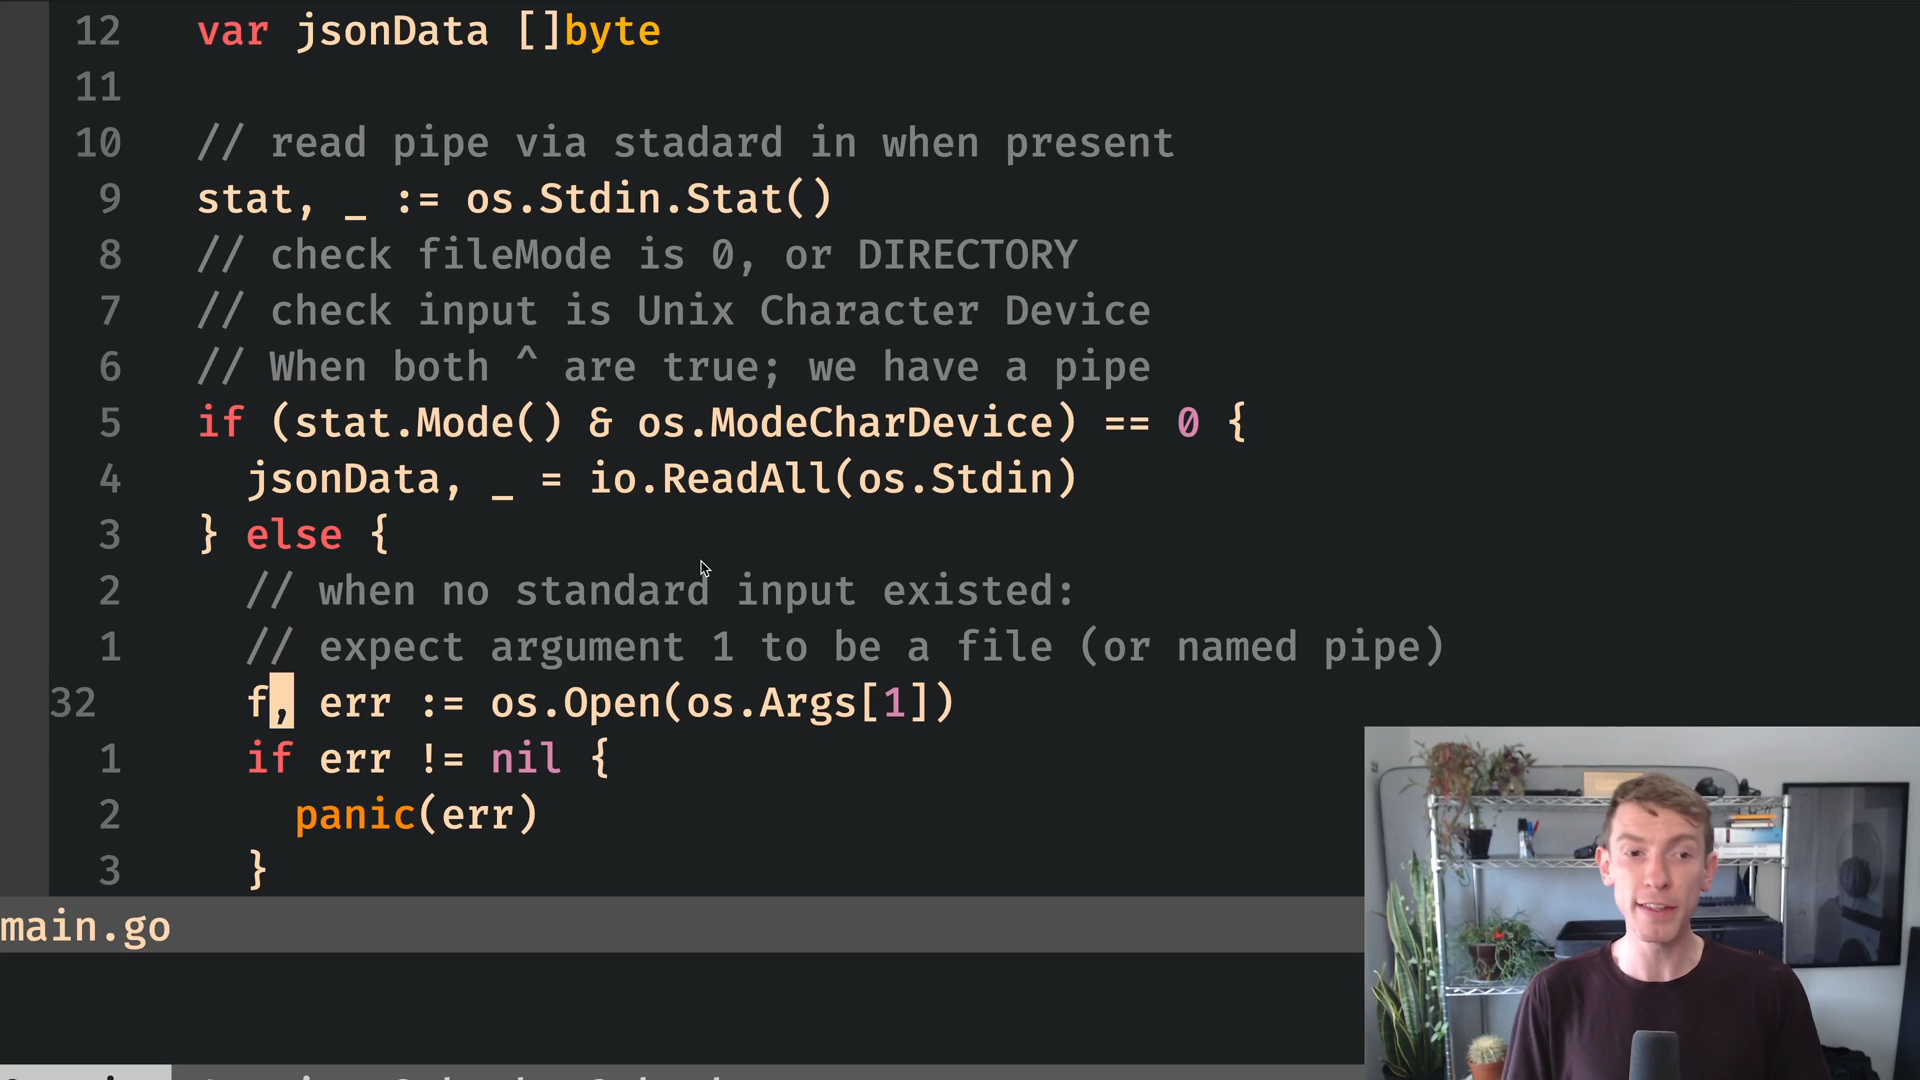 12 var jsonData []byte
11
10 // read pipe via stadard in when present
9 stat, _ := os.Stdin.Stat()
8 // check fileMode is 0, or DIRECTORY
7 // check input is Unix Character Device
6 // When both ^ are true; we have a pipe
5 if (stat.Mode() & os.ModeCharDevice) == 0 {
4 jsonData, _ = io.ReadAll(os.Stdin)
3 } else {
2 // when no standard input existed:
1 // expect argument 1 to be a file (or named pipe)
32 f, err := os.Open(os.Args[1])
1 if err != nil {
2 panic(err)
3 }
main.go